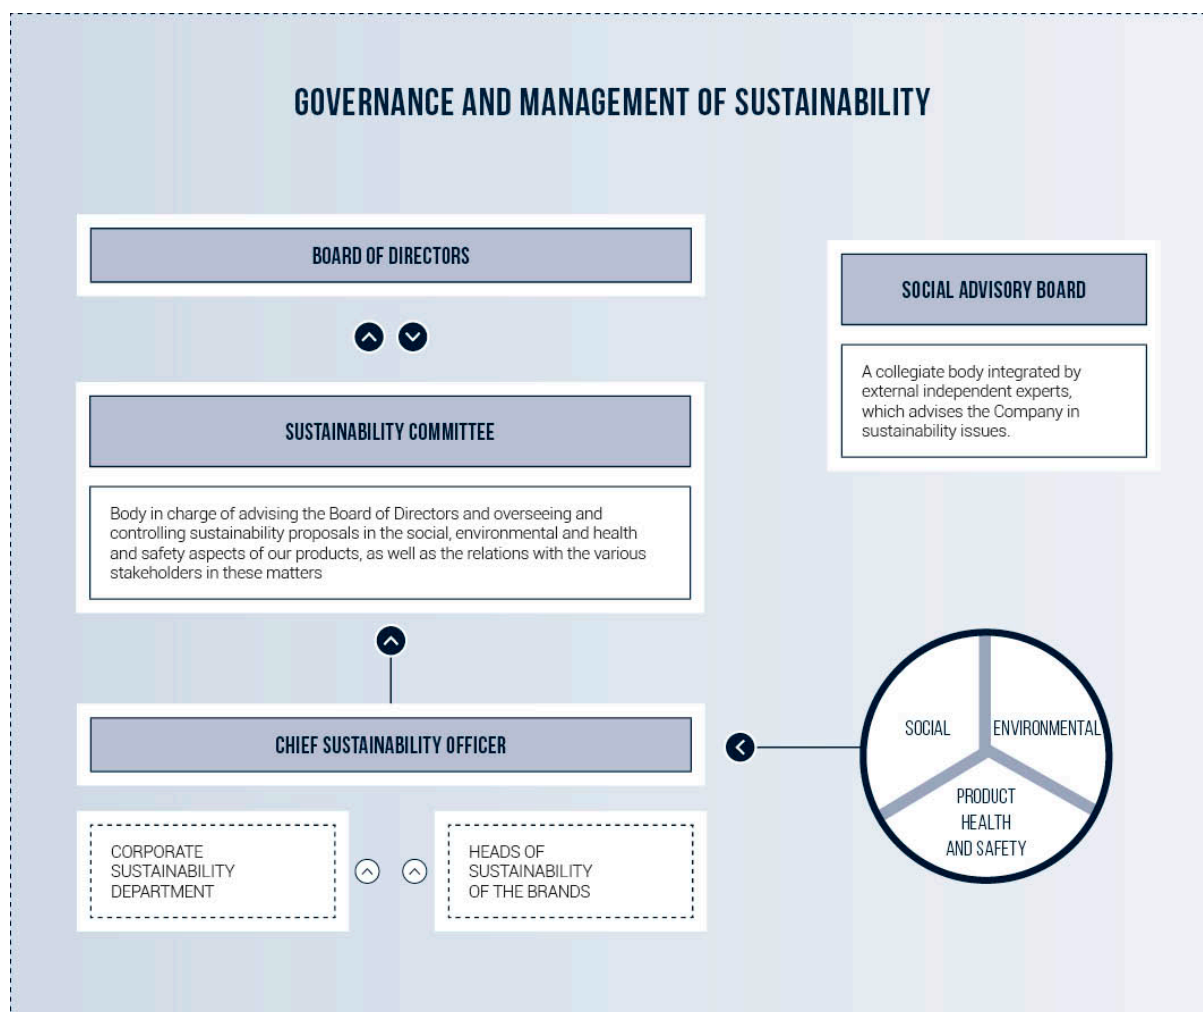 GOVERNANCE AND MANAGEMENT OF SUSTAINABILITY
BOARD OF DIRECTORS
SUSTAINABILITY COMMITTEE
Body in charge of advising the Board of Directors and overseeing and
controlling sustainability proposals in the social, environmental and health
and safety aspects of our products, as well as the relations with the various
stakeholders in these matters
CHIEF SUSTAINABILITY OFFICER
CORPORATE
SUSTAINABILITY
DEPARTMENT
HEADS OF
SUSTAINABILITY
OF THE BRANDS
SOCIAL ADVISORY BOARD
A collegiate body integrated by
external independent experts,
which advises the Company in
sustainability issues.
SOCIAL
ENVIRONMENTAL
PRODUCT
HEALTH
AND SAFETY